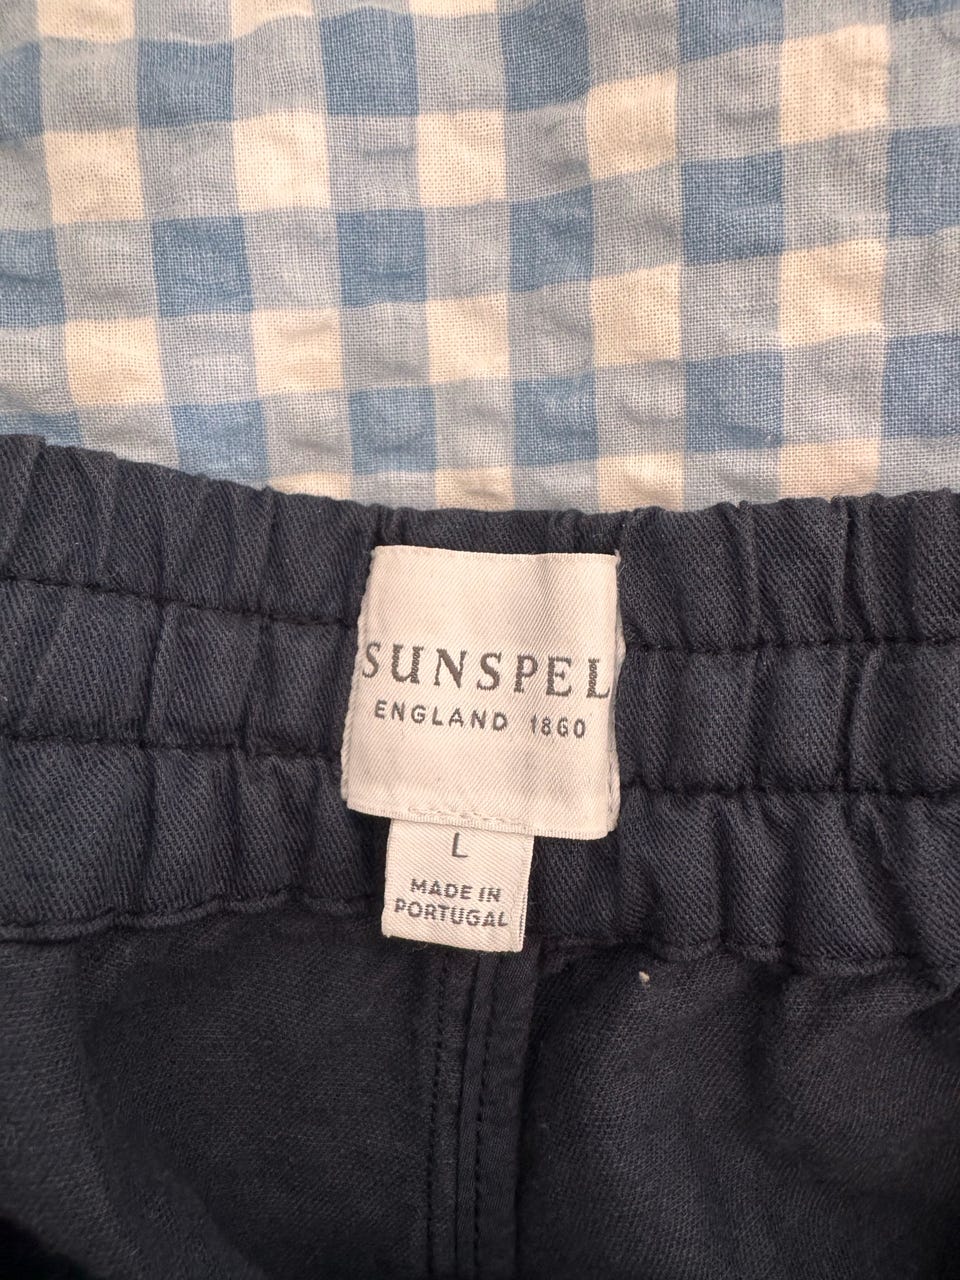 SUNSPEL
ENGLAND 1860
L
MADE IN
PORTUGAL